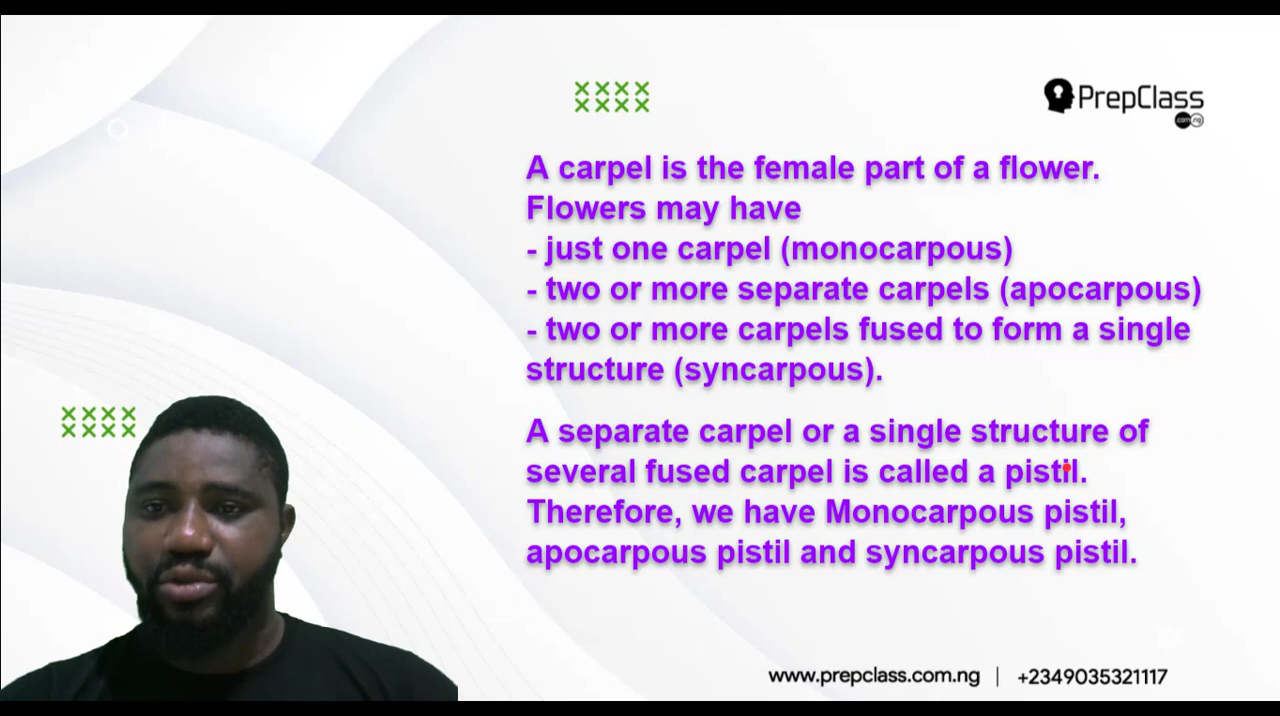 PrepClass
.com.ng
A carpel is the female part of a flower.
Flowers may have
- just one carpel (monocarpous)
- two or more separate carpels (apocarpous)
- two or more carpels fused to form a single
structure (syncarpous).
A separate carpel or a single structure of
several fused carpel is called a pistil.
Therefore, we have Monocarpous pistil,
apocarpous pistil and syncarpous pistil.
www.prepclass.com.ng | +2349035321117